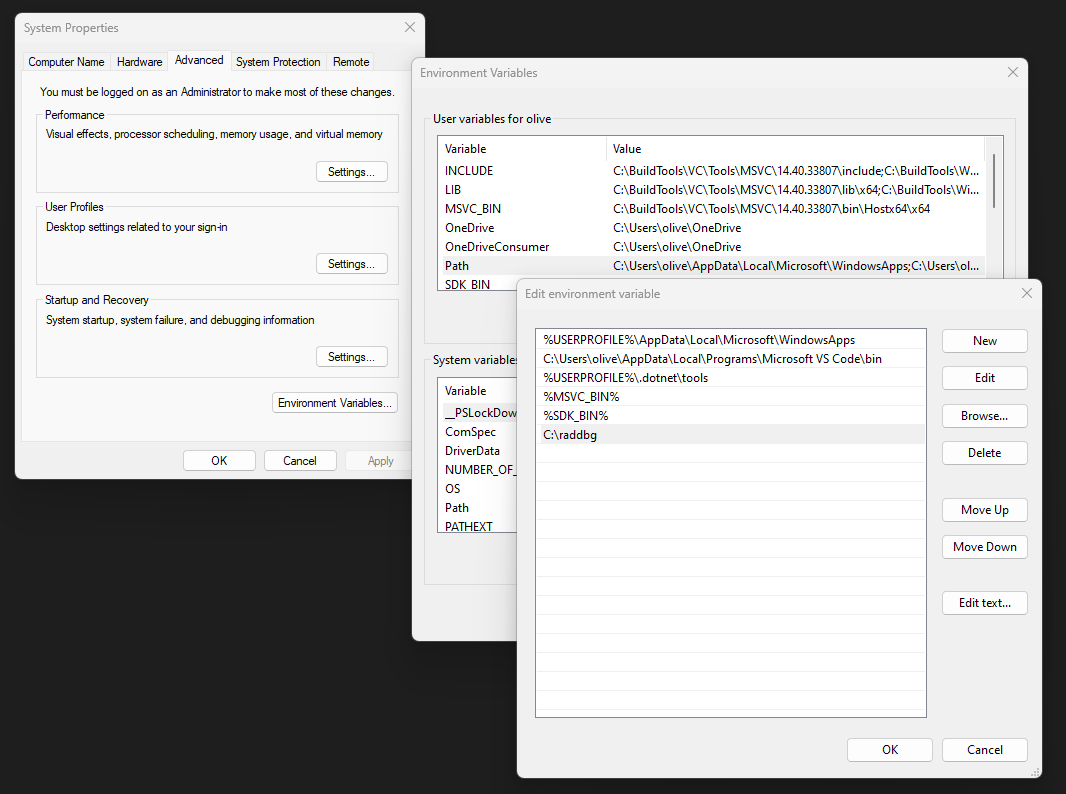 System Properties
Computer Name Hardware Advanced System Protection Remote
You must be logged on as an Administrator to make most of these changes.
Performance
Visual effects, processor scheduling, memory usage, and virtual memory
Settings...
User Profiles
Desktop settings related to your sign-in
Settings...
Startup and Recovery
System startup, system failure, and debugging information
Settings...
Environment Variables...
OK Cancel Apply
Environment Variables
User variables for olive
Variable Value
INCLUDE C:\BuildTools\VC\Tools\MSVC\14.40.33807\include;C:\BuildTools\W...
LIB C:\BuildTools\VC\Tools\MSVC\14.40.33807\lib\x64;C:\BuildTools\Wi...
MSVC_BIN C:\BuildTools\VC\Tools\MSVC\14.40.33807\bin\Hostx64\x64
OneDrive C:\Users\olive\OneDrive
OneDriveConsumer C:\Users\olive\OneDrive
Path C:\Users\olive\AppData\Local\Microsoft\WindowsApps;C:\Users\ol...
SDK_BIN
System variables
Variable
__PSLockDow
ComSpec
DriverData
NUMBER_OF_
OS
Path
PATHEXT
Edit environment variable
%USERPROFILE%\AppData\Local\Microsoft\WindowsApps
C:\Users\olive\AppData\Local\Programs\Microsoft VS Code\bin
%USERPROFILE%\.dotnet\tools
%MSVC_BIN%
%SDK_BIN%
C:\raddbg
New
Edit
Browse...
Delete
Move Up
Move Down
Edit text...
OK Cancel